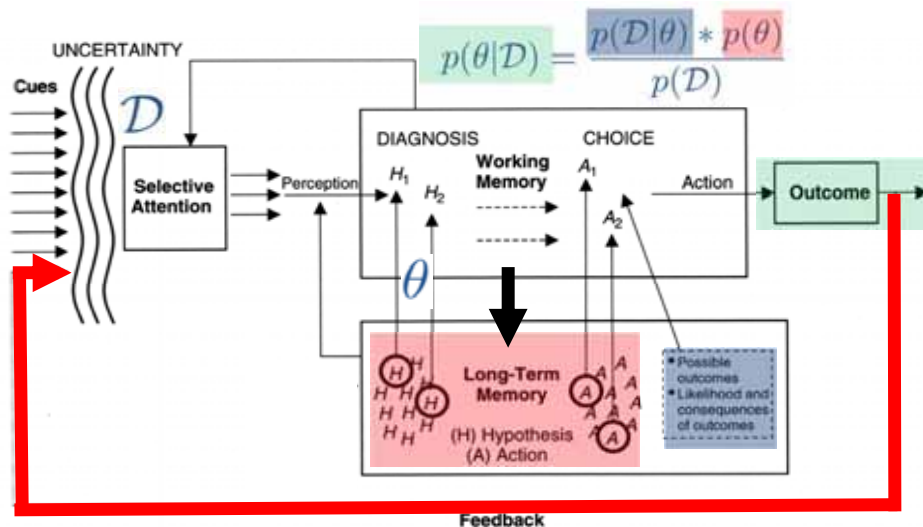 UNCERTAINTY
Cues
𝒟
p(θ|𝒟) = p(𝒟|θ) * p(θ)
p(𝒟)
Selective
Attention
Perception
DIAGNOSIS
CHOICE
H₁
H₂
Working
Memory
A₁
A₂
Action
Outcome
θ
H H H H H H H H H H H
Long-Term
Memory
(H) Hypothesis
(A) Action
A A A A A A A A A A A
• Possible
outcomes
• Likelihood and
consequences
of outcomes
Feedback